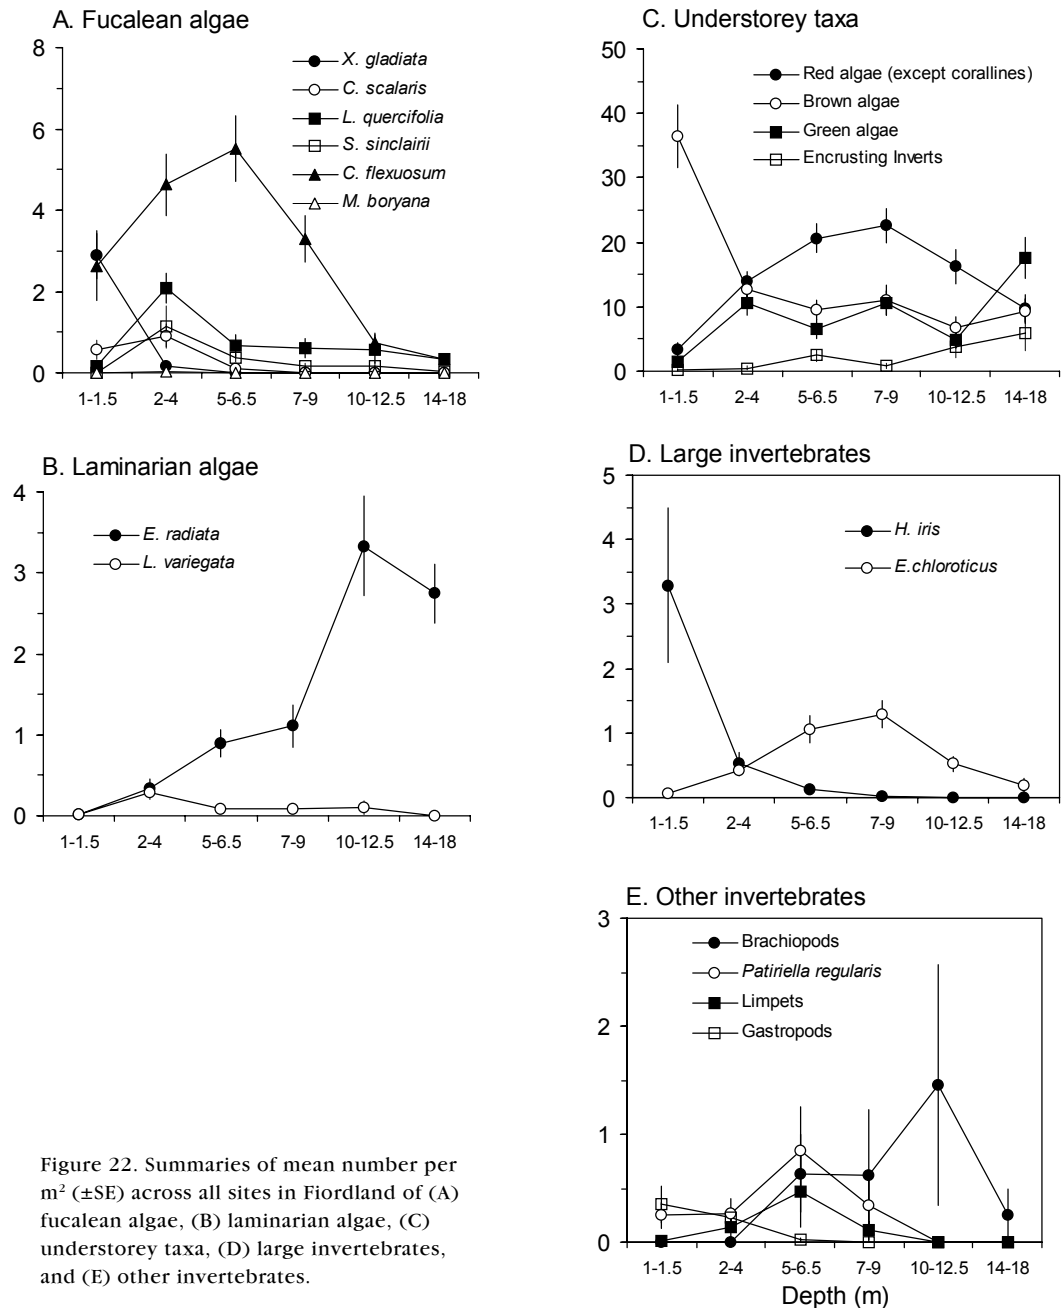 A. Fucalean algae
8
6
4
2
0
X. gladiata
C. scalaris
L. quercifolia
S. sinclairii
C. flexuosum
M. boryana
1-1.5 2-4 5-6.5 7-9 10-12.5 14-18
B. Laminarian algae
4
3
2
1
0
E. radiata
L. variegata
1-1.5 2-4 5-6.5 7-9 10-12.5 14-18
C. Understorey taxa
50
40
30
20
10
0
Red algae (except corallines)
Brown algae
Green algae
Encrusting Inverts
1-1.5 2-4 5-6.5 7-9 10-12.5 14-18
D. Large invertebrates
5
4
3
2
1
0
H. iris
E.chloroticus
1-1.5 2-4 5-6.5 7-9 10-12.5 14-18
E. Other invertebrates
3
2
1
0
Brachiopods
Patiriella regularis
Limpets
Gastropods
1-1.5 2-4 5-6.5 7-9 10-12.5 14-18
Depth (m)
Figure 22. Summaries of mean number per
m² (±SE) across all sites in Fiordland of (A)
fucalean algae, (B) laminarian algae, (C)
understorey taxa, (D) large invertebrates,
and (E) other invertebrates.